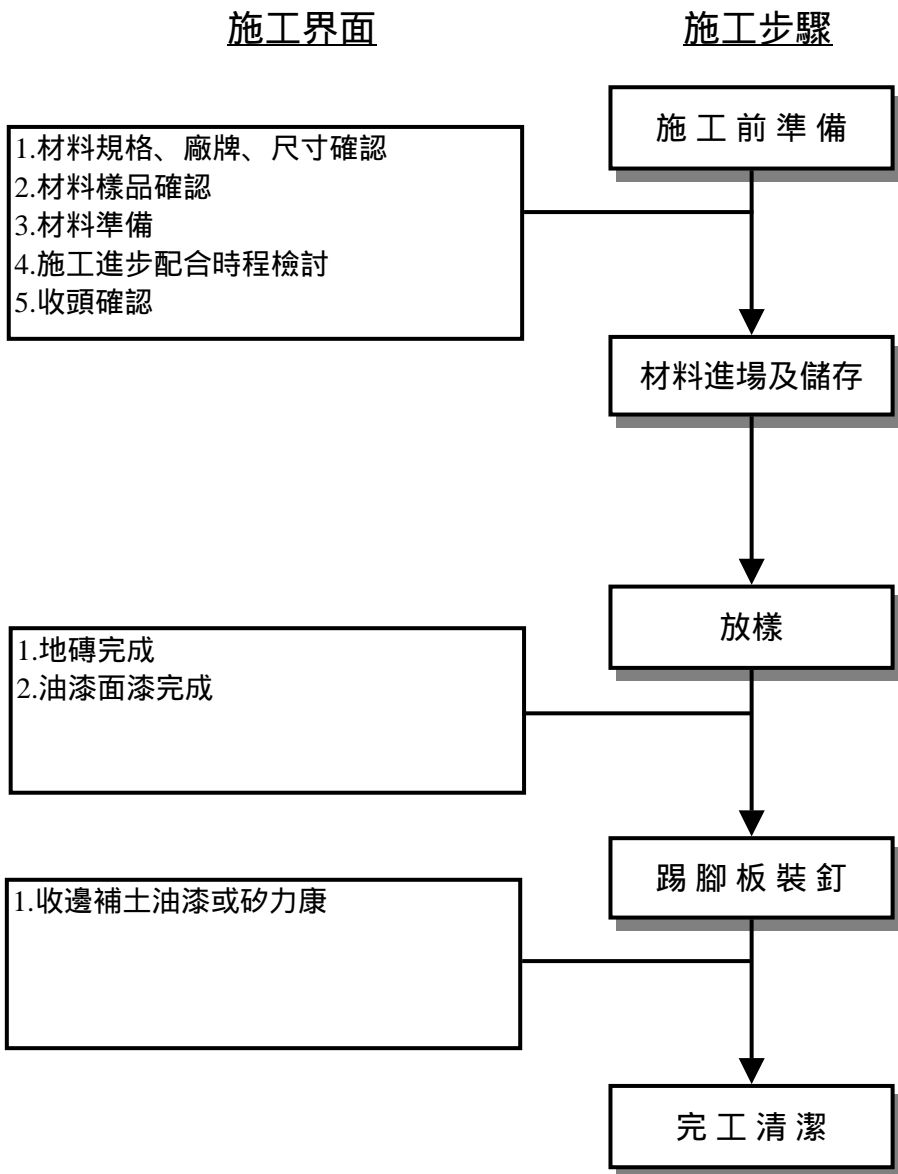 施工界面
施工步驟
施工前準備
1.材料規格、廠牌、尺寸確認
2.材料樣品確認
3.材料準備
4.施工進步配合時程檢討
5.收頭確認
材料進場及儲存
放樣
1.地磚完成
2.油漆面漆完成
踢腳板裝釘
1.收邊補土油漆或矽力康
完工清潔